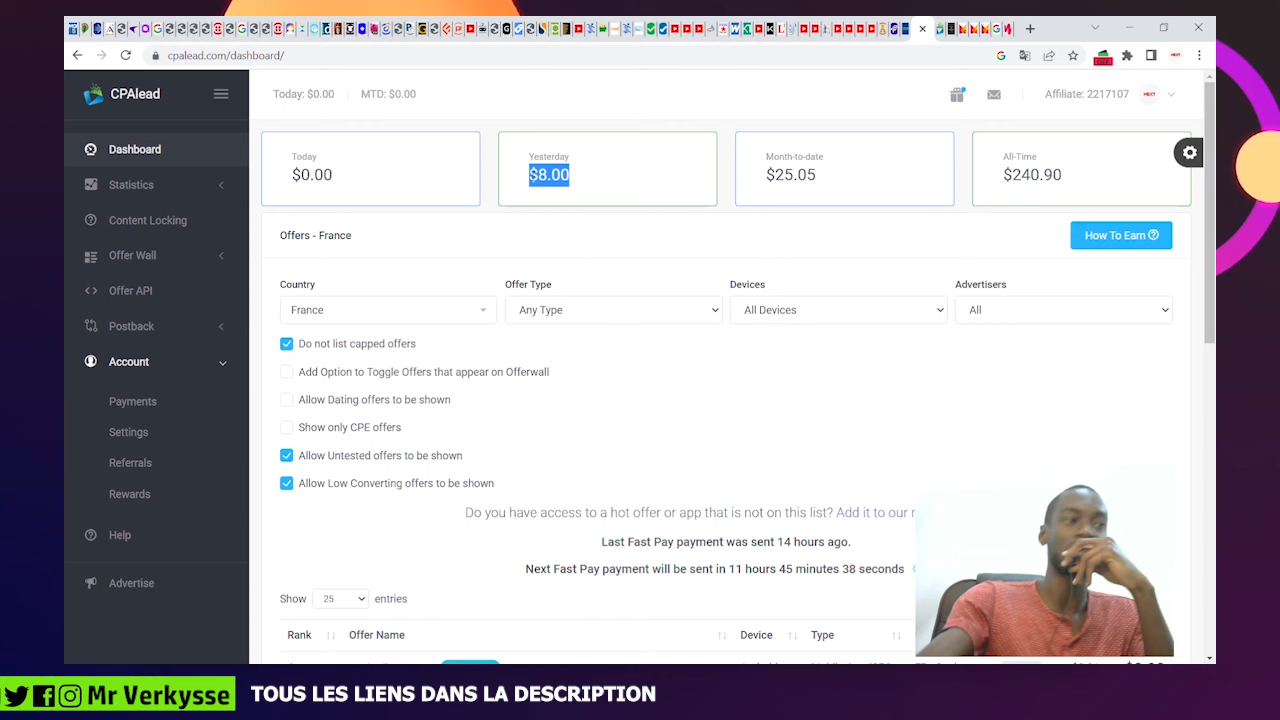 cpalead.com/dashboard/
CPAlead
Today: $0.00
MTD: $0.00
Affiliate: 2217107
NEXT
Dashboard
Statistics
Content Locking
Offer Wall
Offer API
Postback
Account
Payments
Settings
Referrals
Rewards
Help
Advertise
Today
$0.00
Yesterday
$8.00
Month-to-date
$25.05
All-Time
$240.90
Offers - France
How To Earn
Country
Offer Type
Devices
Advertisers
France
Any Type
All Devices
All
Do not list capped offers
Add Option to Toggle Offers that appear on Offerwall
Allow Dating offers to be shown
Show only CPE offers
Allow Untested offers to be shown
Allow Low Converting offers to be shown
Do you have access to a hot offer or app that is not on this list? Add it to our
Last Fast Pay payment was sent 14 hours ago.
Next Fast Pay payment will be sent in 11 hours 45 minutes 38 seconds
Show 25 entries
Rank
Offer Name
Device
Type
Mr Verkysse
TOUS LES LIENS DANS LA DESCRIPTION